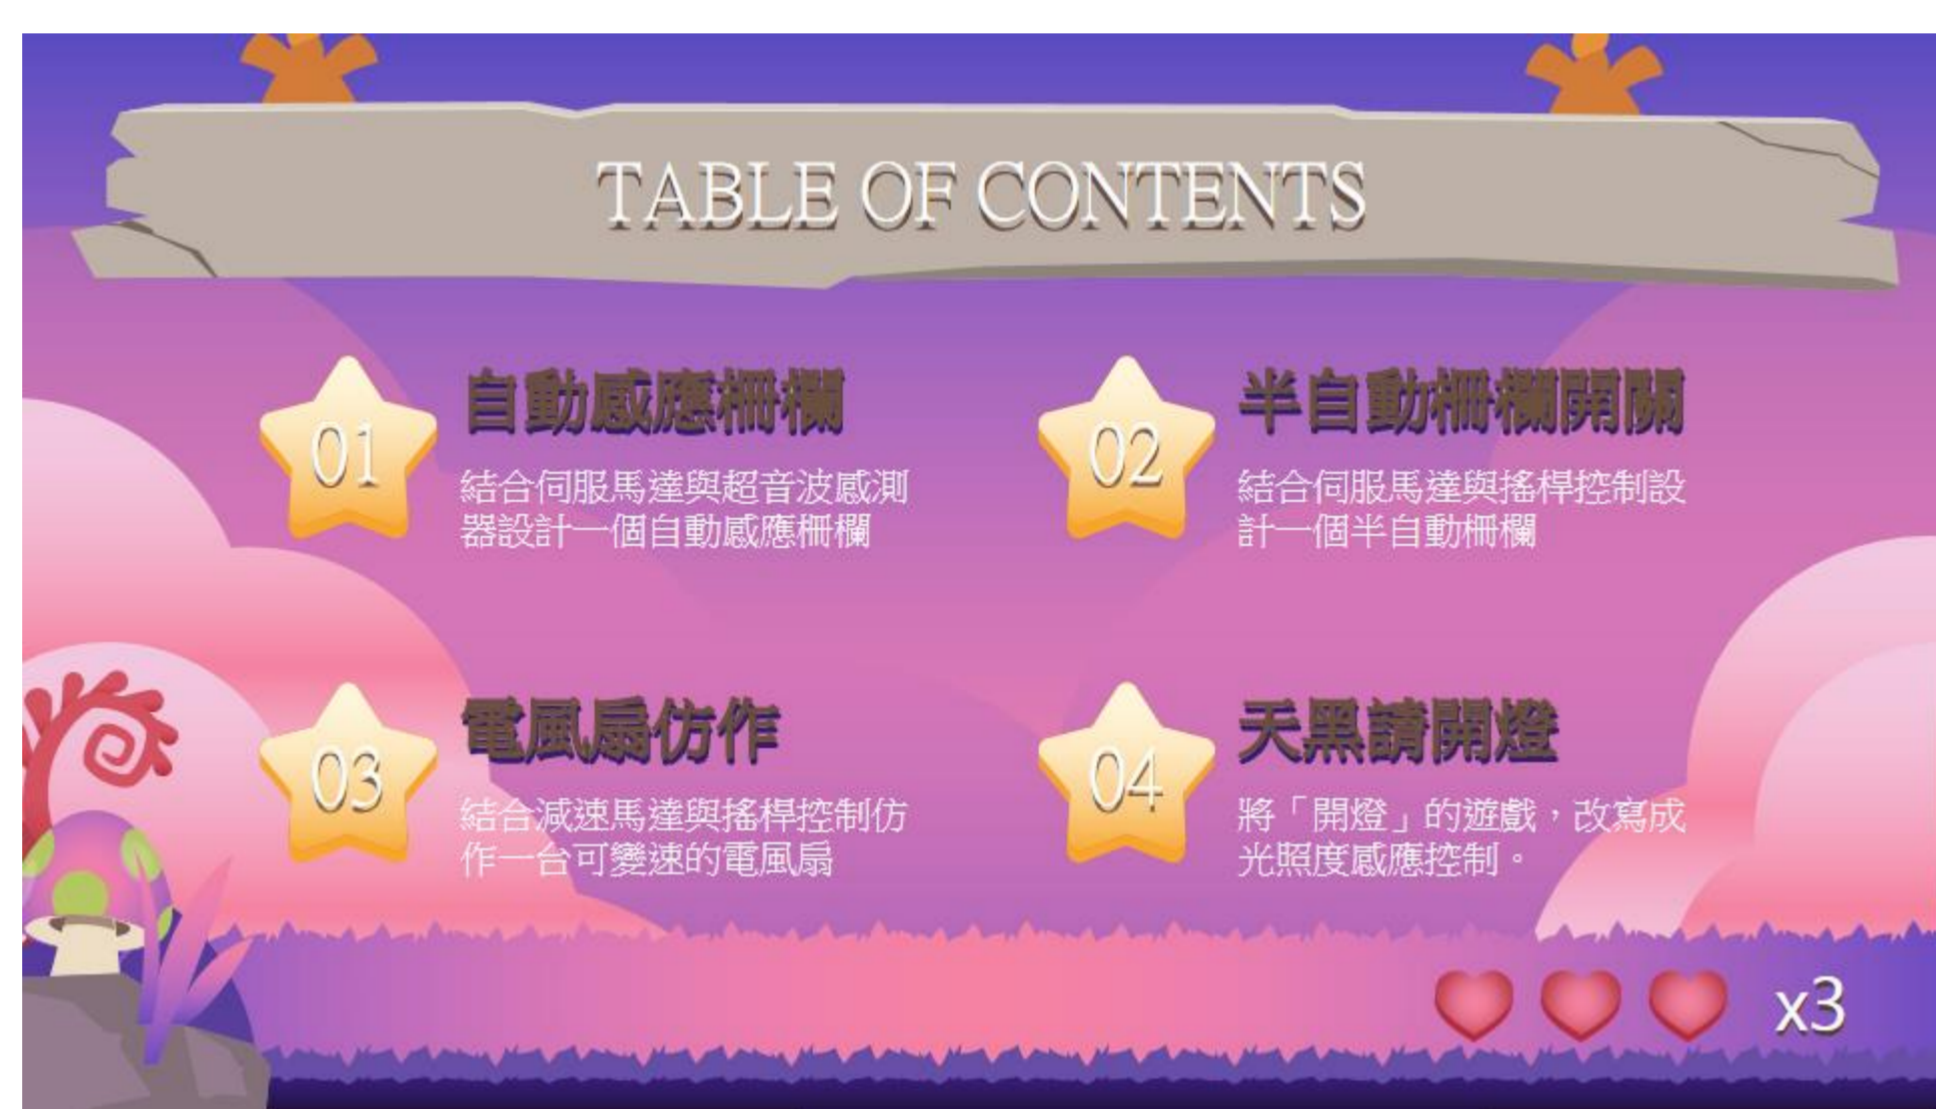 TABLE OF CONTENTS
01
自動感應柵欄
結合伺服馬達與超音波感測
器設計一個自動感應柵欄
02
半自動柵欄開關
結合伺服馬達與搖桿控制設
計一個半自動柵欄
03
電風扇仿作
結合減速馬達與搖桿控制仿
作一台可變速的電風扇
04
天黑請開燈
將「開燈」的遊戲，改寫成
光照度感應控制。
x3